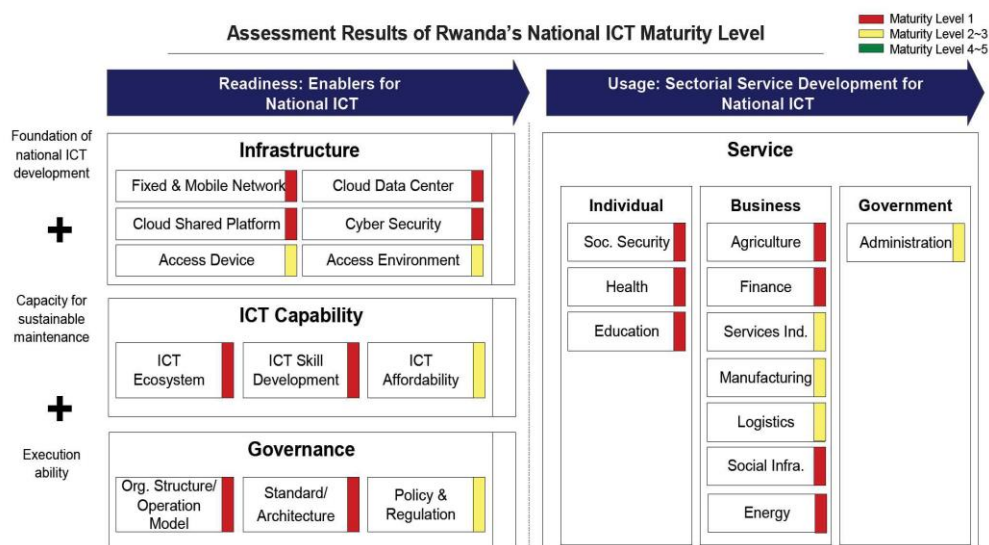 Assessment Results of Rwanda's National ICT Maturity Level
Maturity Level 1
Maturity Level 2~3
Maturity Level 4~5
Readiness: Enablers for
National ICT
Usage: Sectorial Service Development for
National ICT
Foundation of
national ICT
development
+
Capacity for
sustainable
maintenance
+
Execution
ability
Infrastructure
Fixed & Mobile Network
Cloud Data Center
Cloud Shared Platform
Cyber Security
Access Device
Access Environment
ICT Capability
ICT
Ecosystem
ICT Skill
Development
ICT
Affordability
Governance
Org. Structure/
Operation
Model
Standard/
Architecture
Policy &
Regulation
Service
Individual
Soc. Security
Health
Education
Business
Agriculture
Finance
Services Ind.
Manufacturing
Logistics
Social Infra.
Energy
Government
Administration